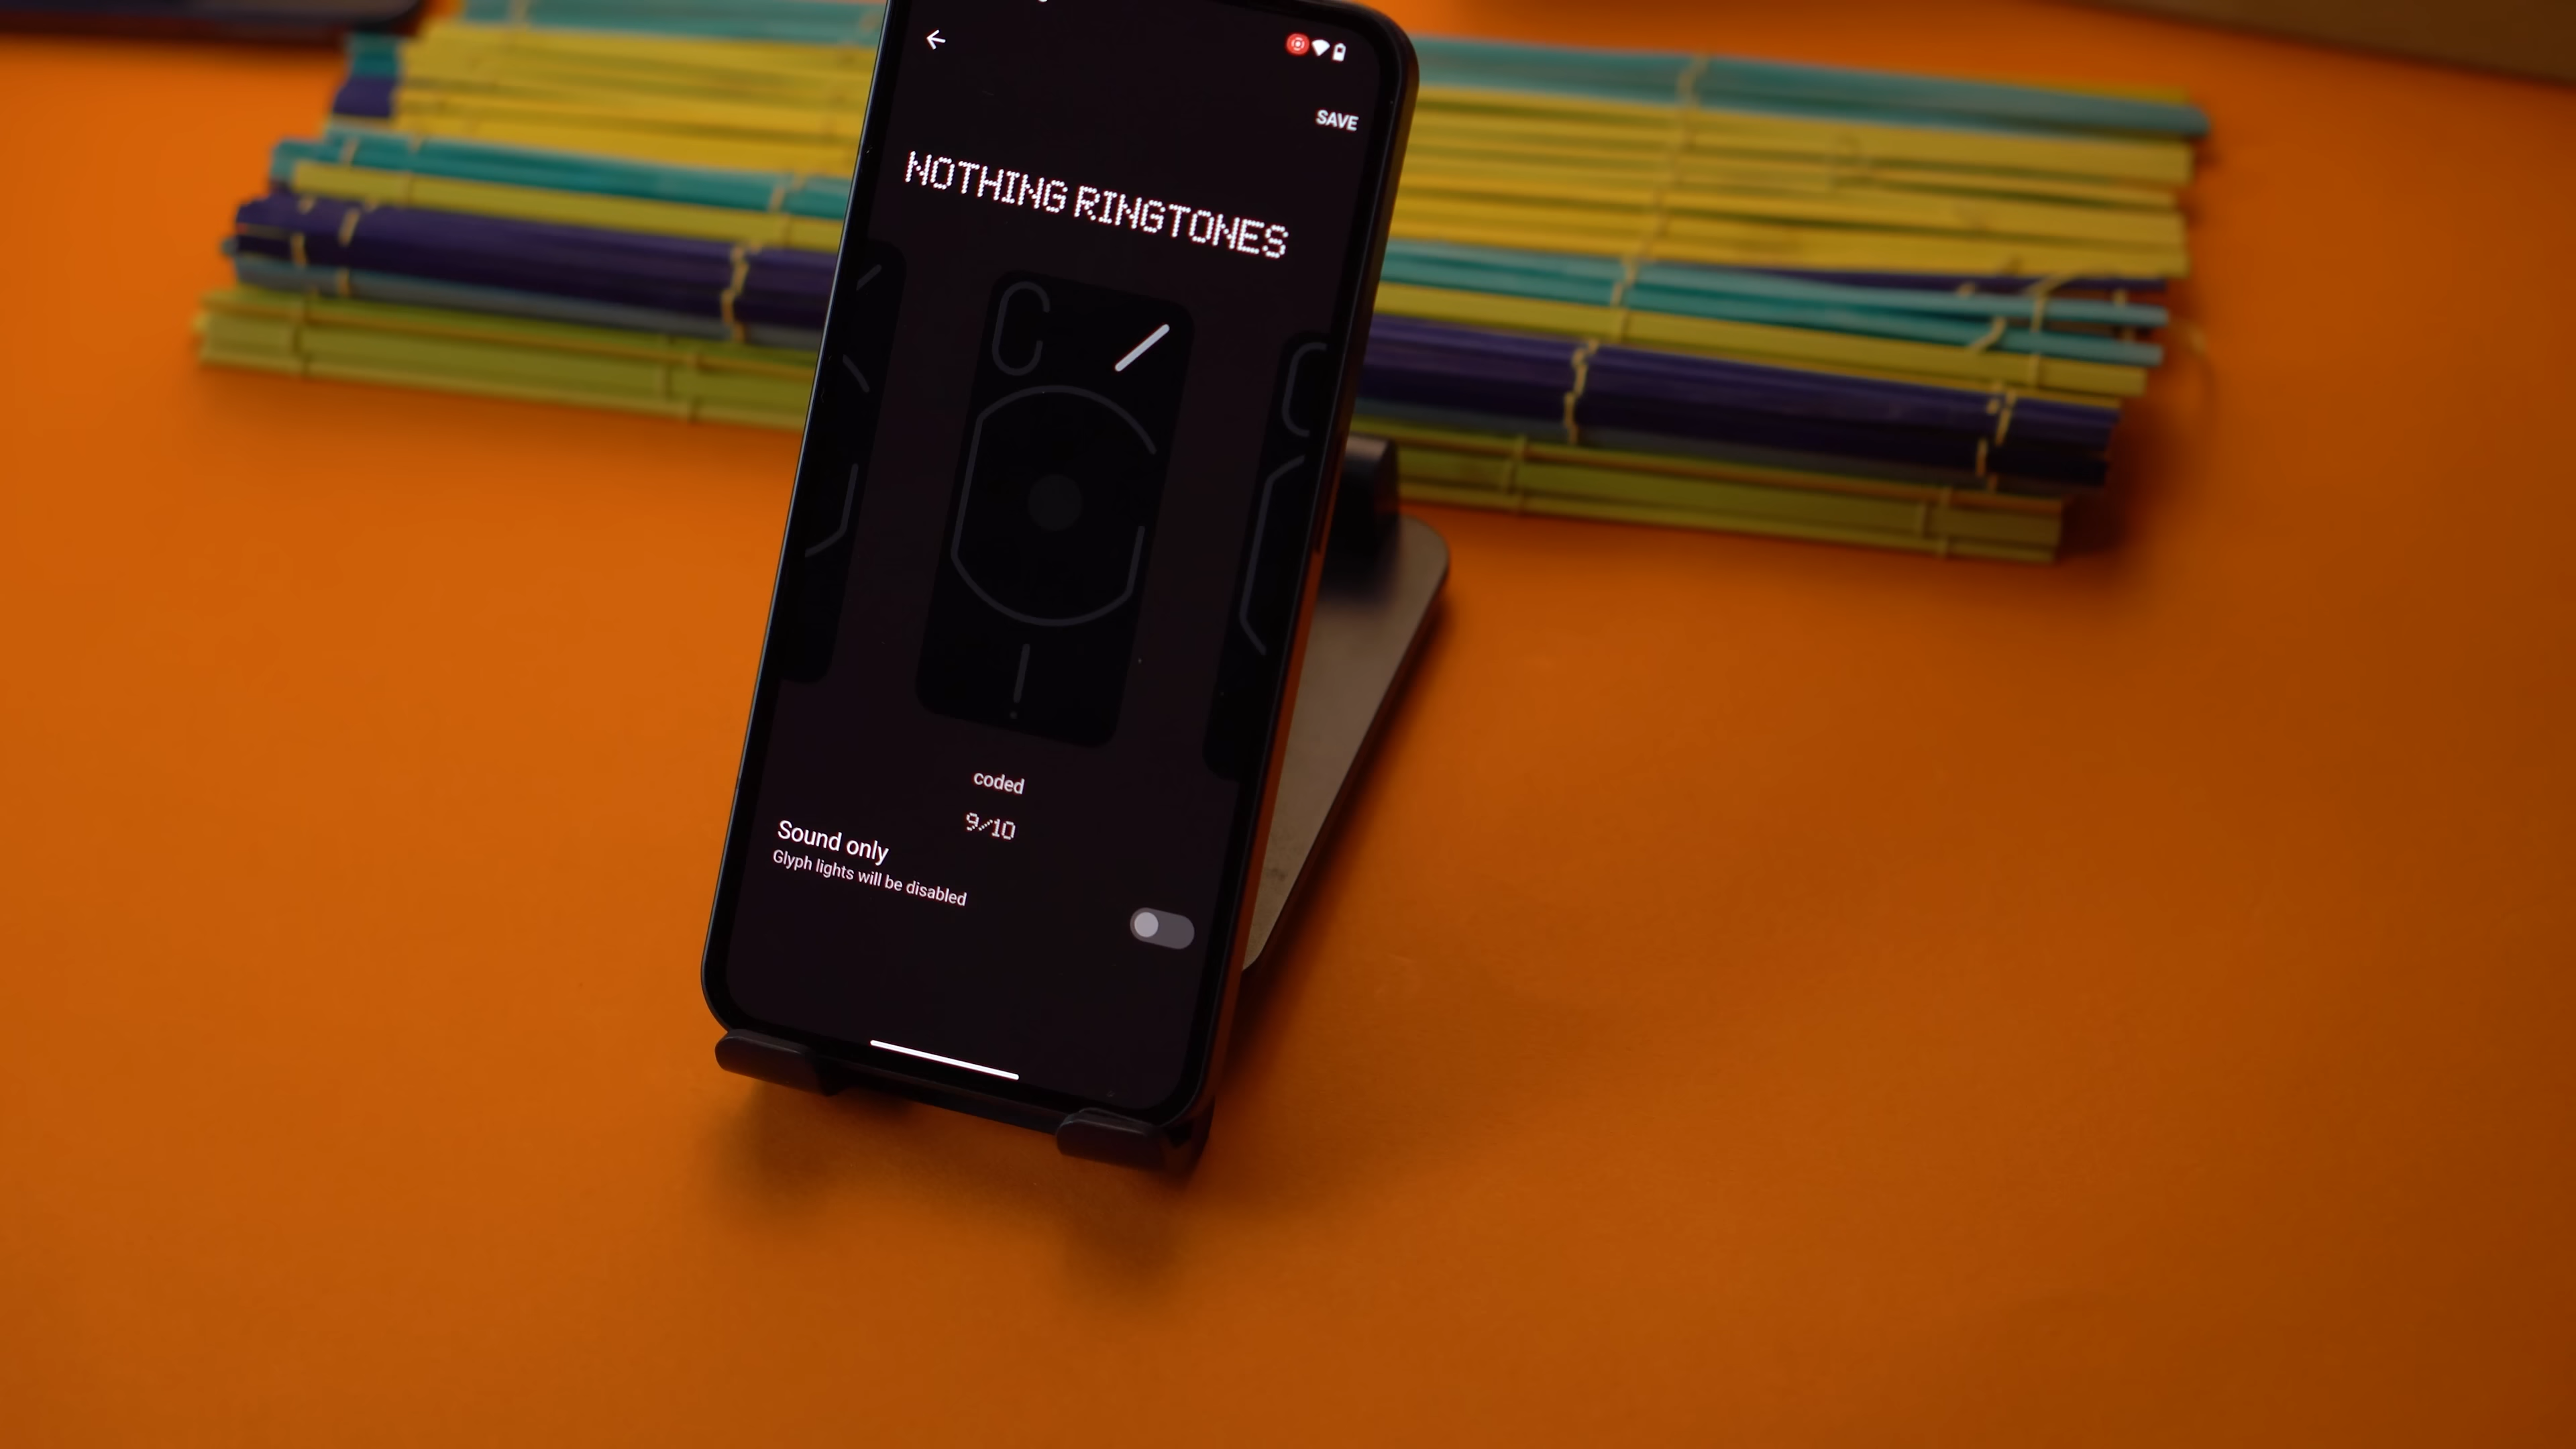 SAVE
NOTHING RINGTONES
coded
9/10
Sound only
Glyph lights will be disabled